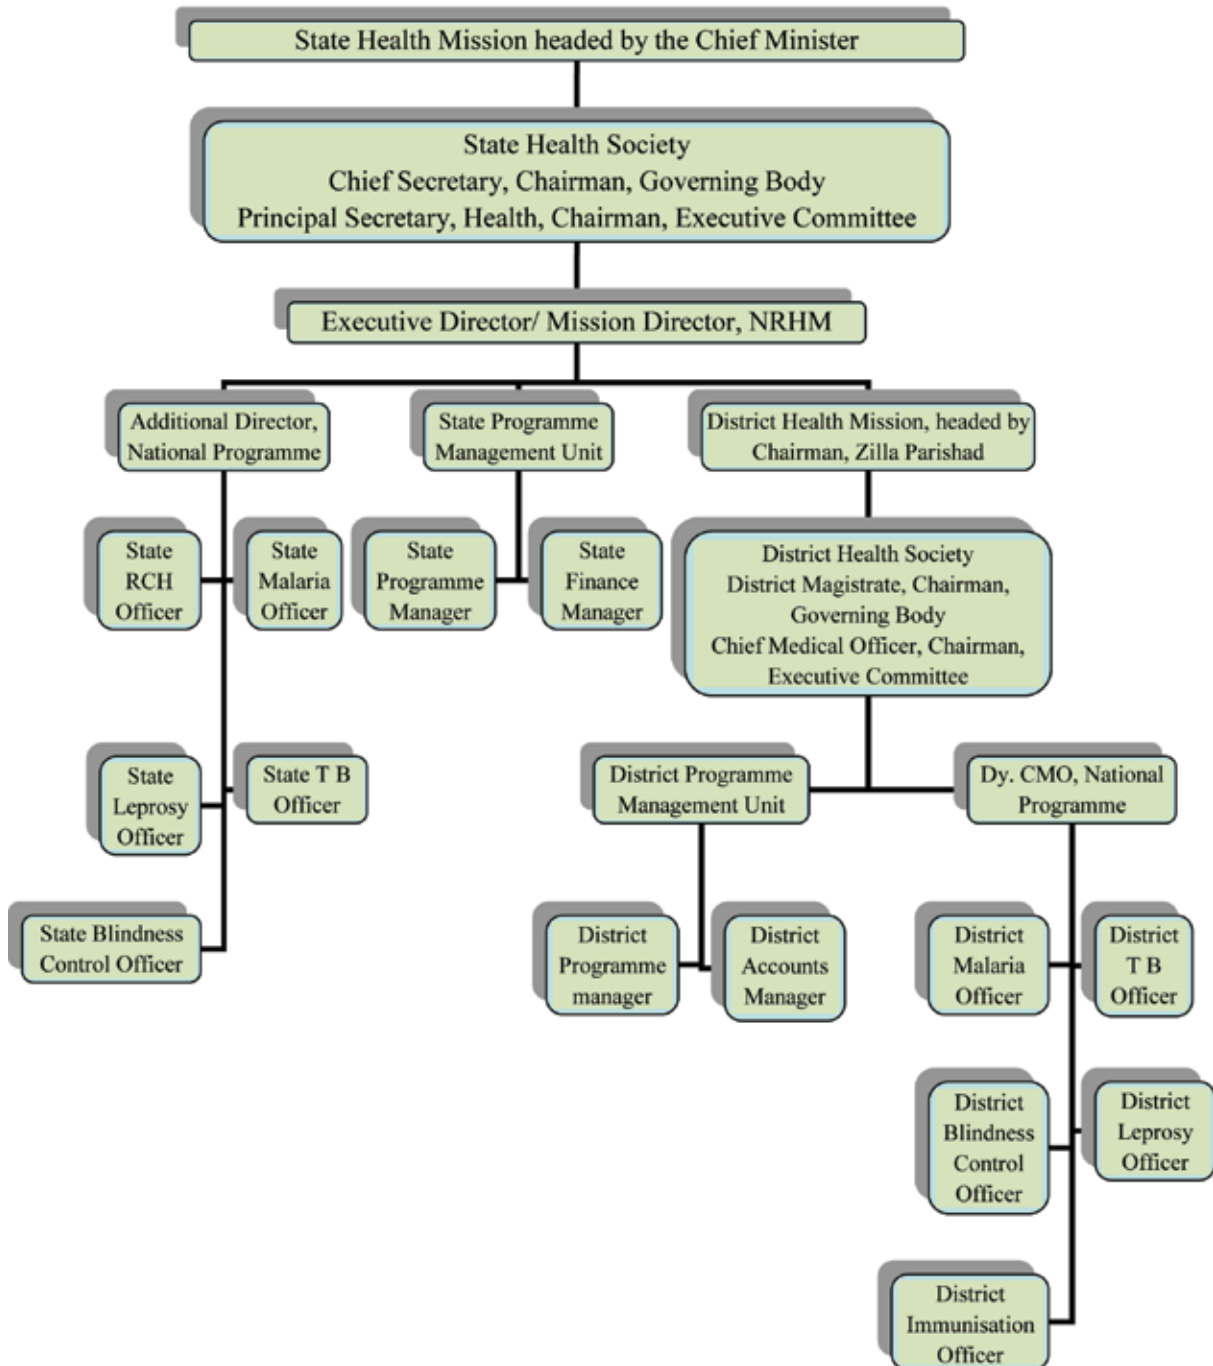 State Health Mission headed by the Chief Minister
State Health Society
Chief Secretary, Chairman, Governing Body
Principal Secretary, Health, Chairman, Executive Committee
Executive Director/ Mission Director, NRHM
Additional Director,
National Programme
State Programme
Management Unit
District Health Mission, headed by
Chairman, Zilla Parishad
State
RCH
Officer
State
Malaria
Officer
State
Programme
Manager
State
Finance
Manager
District Health Society
District Magistrate, Chairman,
Governing Body
Chief Medical Officer, Chairman,
Executive Committee
State
Leprosy
Officer
State T B
Officer
District Programme
Management Unit
Dy. CMO, National
Programme
State Blindness
Control Officer
District
Programme
manager
District
Accounts
Manager
District
Malaria
Officer
District
T B
Officer
District
Blindness
Control
Officer
District
Leprosy
Officer
District
Immunisation
Officer